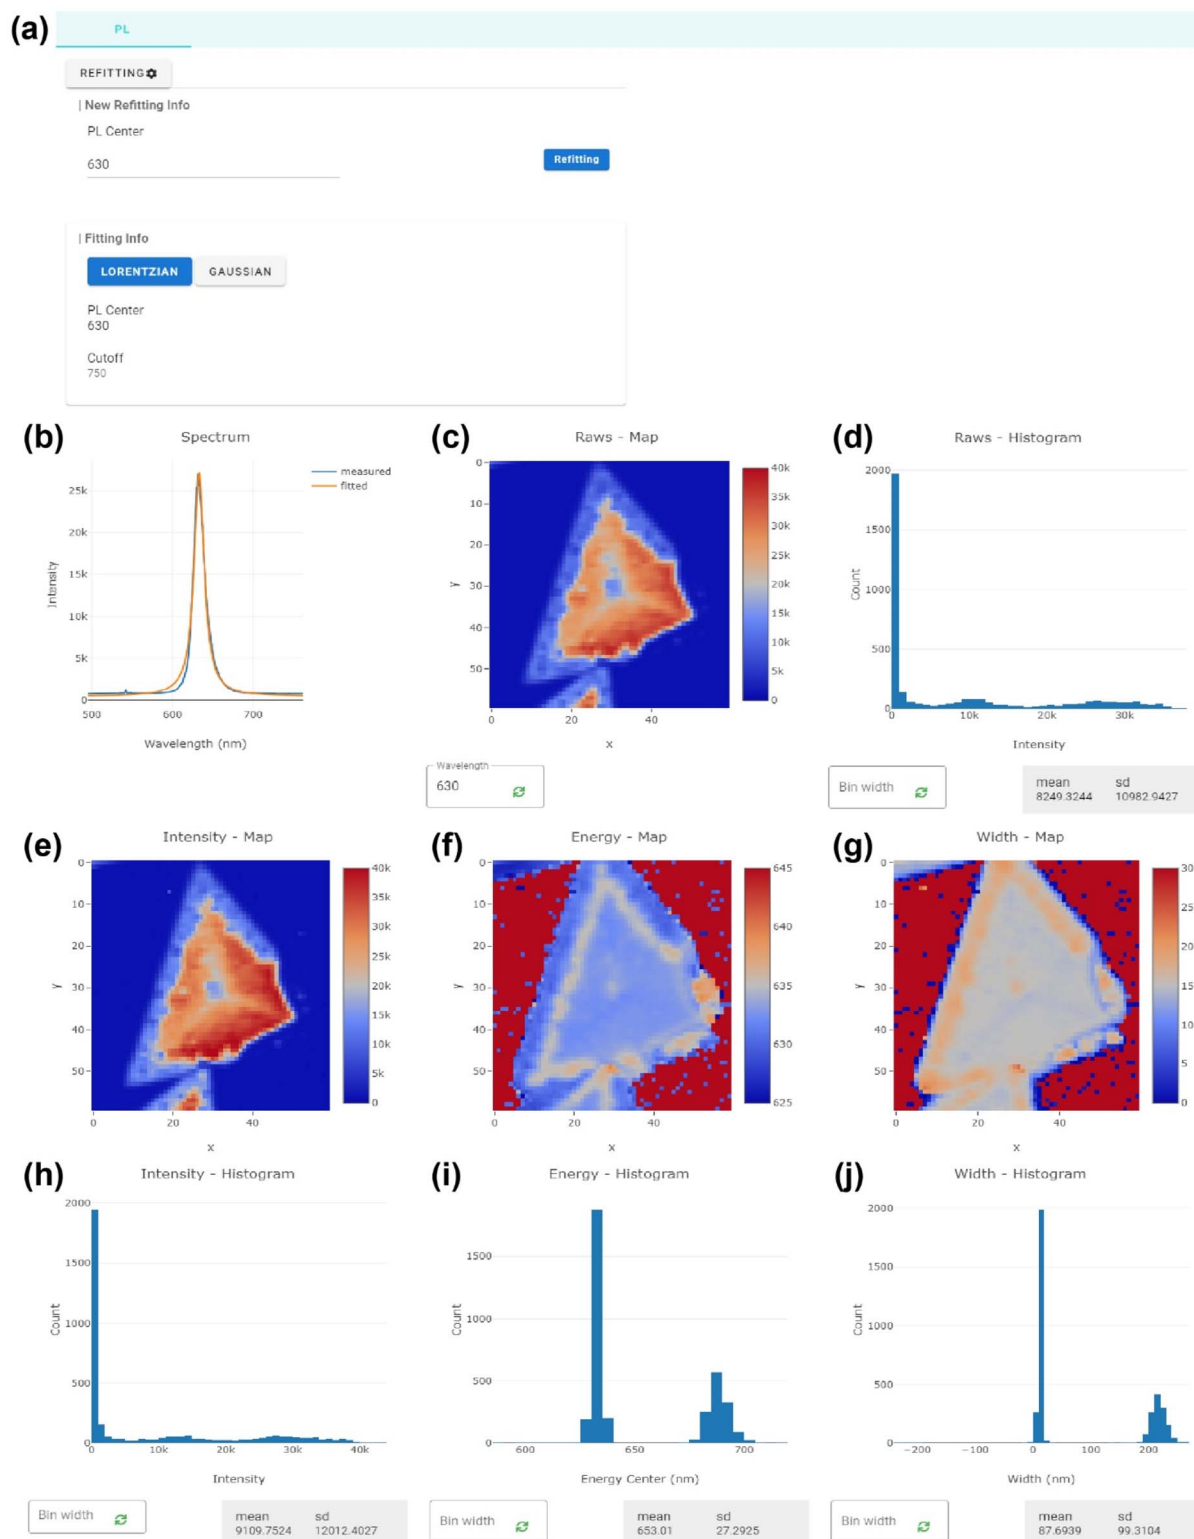 (a)
PL
REFITTING
| New Refitting Info
PL Center
630
Refitting
| Fitting Info
LORENTZIAN GAUSSIAN
PL Center
630
Cutoff
750
(b)
Spectrum
measured
fitted
25k
20k
15k
10k
5k
0
Intensity
500 600 700
Wavelength (nm)
(c)
Raws - Map
0
10
20
30
40
50
y
0 20 40
x
40k
35k
30k
25k
20k
15k
10k
5k
0
Wavelength
630
(d)
Raws - Histogram
2000
1500
1000
500
0
Count
10k 20k 30k
Intensity
Bin width
mean sd
8249.3244 10982.9427
(e)
Intensity - Map
0
10
20
30
40
50
y
0 20 40
x
40k
35k
30k
25k
20k
15k
10k
5k
0
(f)
Energy - Map
0
10
20
30
40
50
y
0 20 40
x
645
640
635
630
625
(g)
Width - Map
0
10
20
30
40
50
y
0 20 40
x
30
25
20
15
10
5
0
(h)
Intensity - Histogram
2000
1500
1000
500
0
Count
0 10k 20k 30k 40k
Intensity
Bin width
mean sd
9109.7524 12012.4027
(i)
Energy - Histogram
1500
1000
500
0
Count
600 650 700
Energy Center (nm)
Bin width
mean sd
653.01 27.2925
(j)
Width - Histogram
2000
1500
1000
500
0
Count
−200 −100 0 100 200
Width (nm)
Bin width
mean sd
87.6939 99.3104